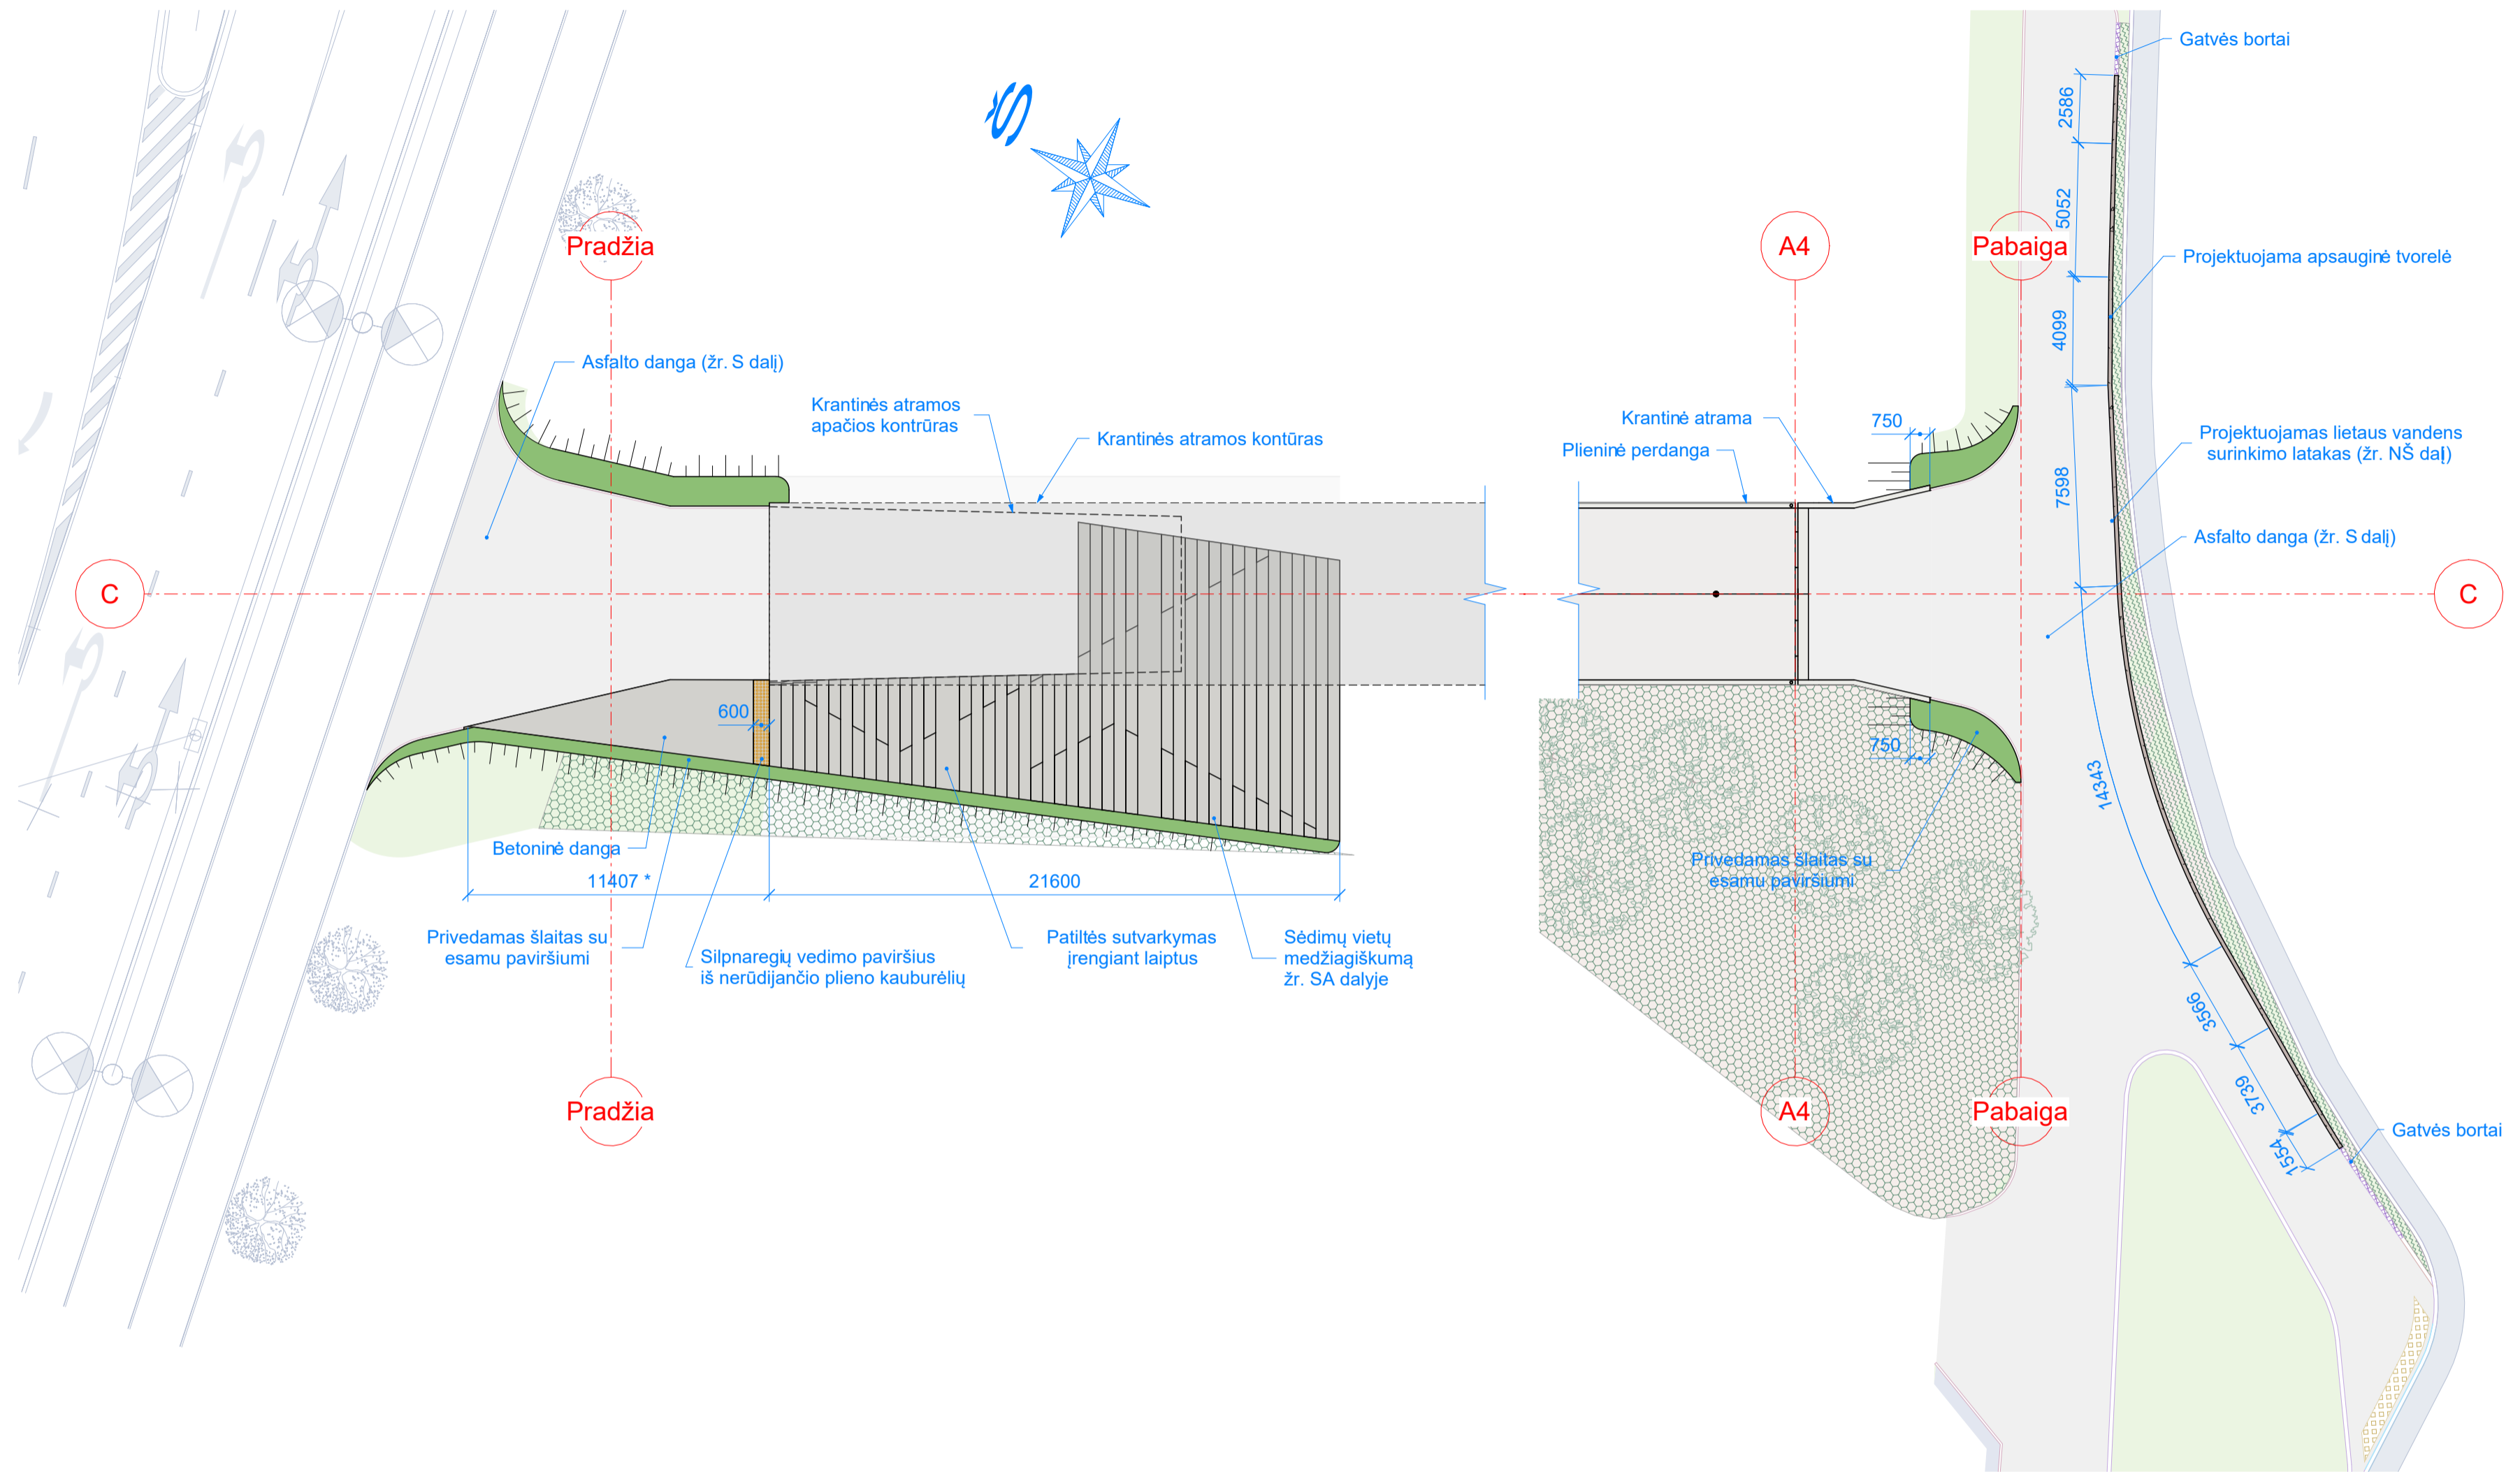 Gatvės bortai
2586
Š
5052
Pradžia
A4
Pabaiga
Projektuojama apsauginė tvorelė
4099
Asfalto danga (žr. S dalį)
Krantinės atramos
apačios kontrūras
Krantinės atramos kontūras
Krantinė atrama
Plieninė perdanga
750
Projektuojamas lietaus vandens
surinkimo latakas (žr. NŠ dalį)
7598
Asfalto danga (žr. S dalį)
C
C
600
750
14343
Betoninė danga
11407 *
21600
Privedamas šlaitas su
esamu paviršiumi
Privedamas šlaitas su
esamu paviršiumi
Silpnaregių vedimo paviršius
iš nerūdijančio plieno kauburėlių
Patiltės sutvarkymas
įrengiant laiptus
Sėdimų vietų
medžiagiškumą
žr. SA dalyje
3566
3739
1554
Pradžia
A4
Pabaiga
Gatvės bortai